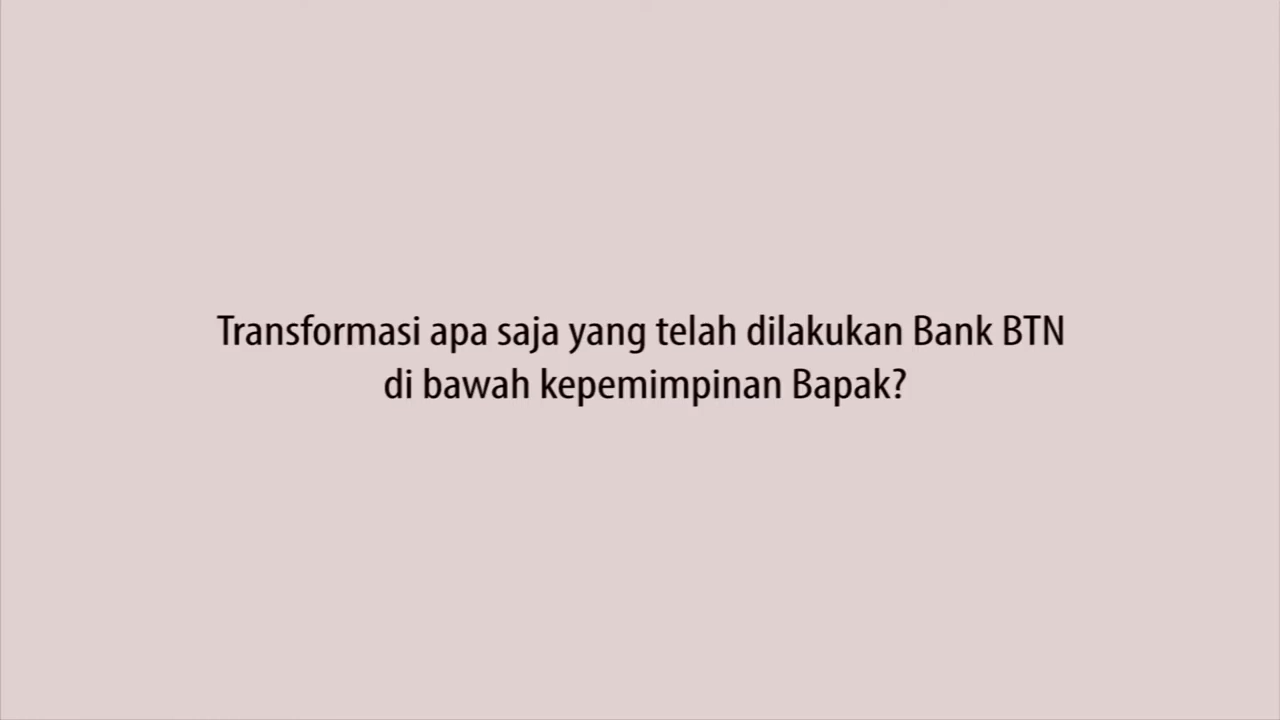 Transformasi apa saja yang telah dilakukan Bank BTN
di bawah kepemimpinan Bapak?